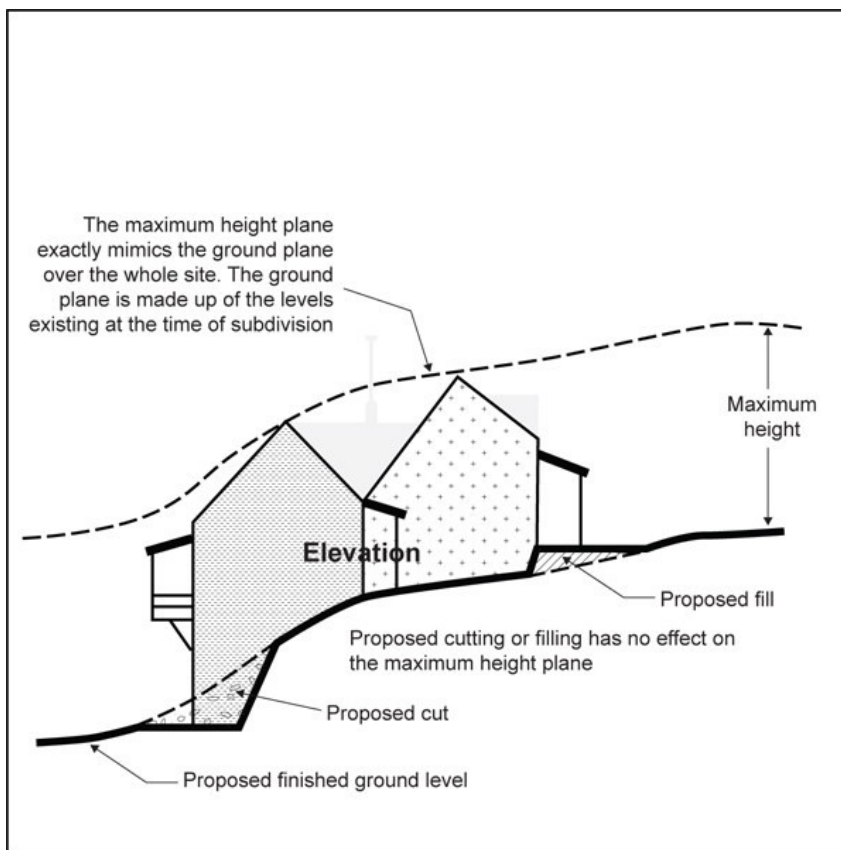 The maximum height plane
exactly mimics the ground plane
over the whole site. The ground
plane is made up of the levels
existing at the time of subdivision
Maximum
height
Elevation
Proposed fill
Proposed cutting or filling has no effect on
the maximum height plane
Proposed cut
Proposed finished ground level